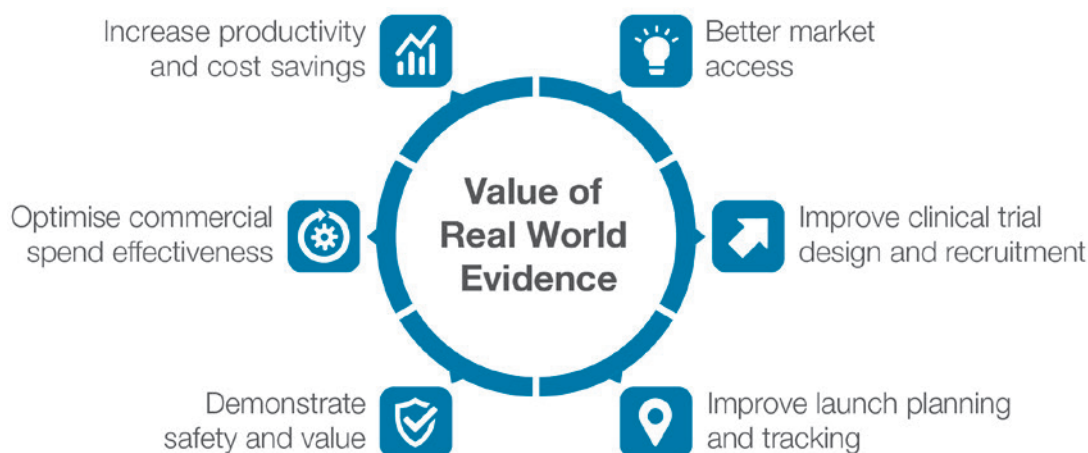 Increase productivity
and cost savings
Better market
access
Value of
Real World
Evidence
Optimise commercial
spend effectiveness
Improve clinical trial
design and recruitment
Demonstrate
safety and value
Improve launch planning
and tracking